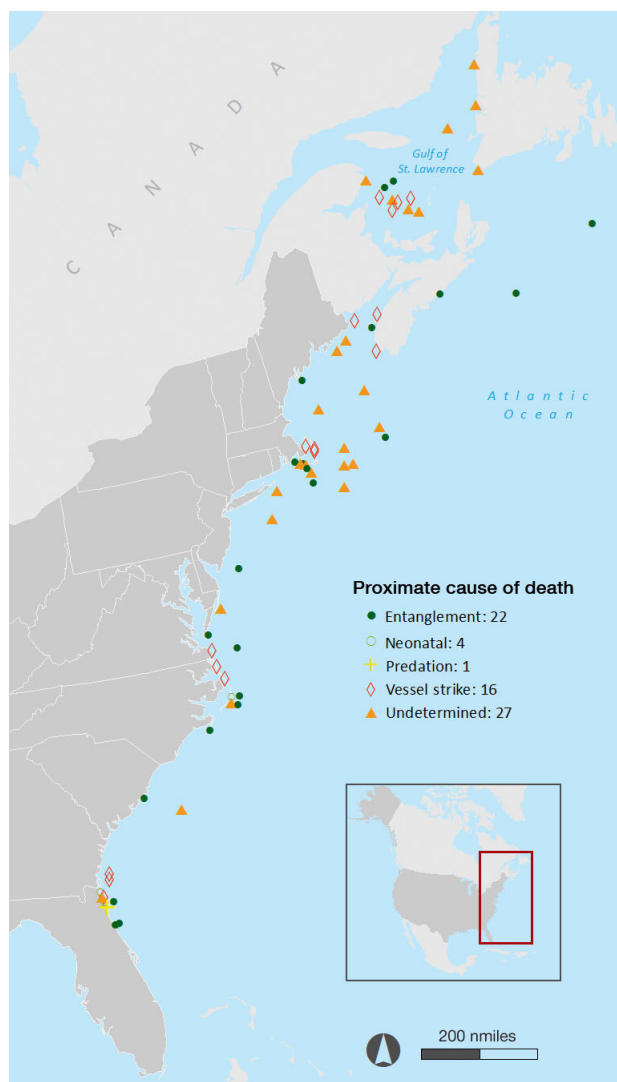 CANADA
Gulf of
St. Lawrence
Atlantic
Ocean
Proximate cause of death
Entanglement: 22
Neonatal: 4
Predation: 1
Vessel strike: 16
Undetermined: 27
200 nmiles